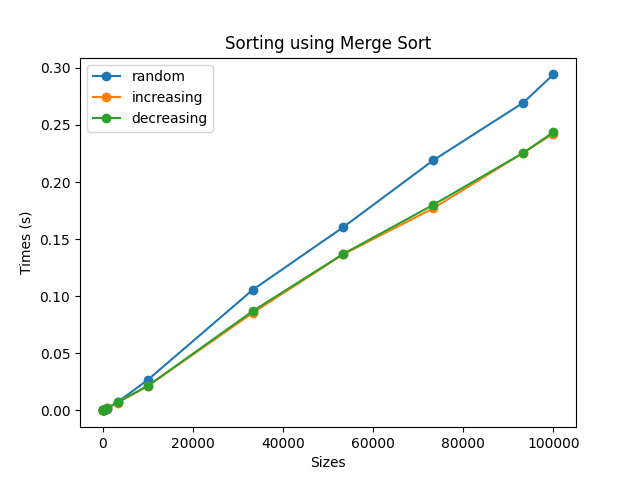 Sorting using Merge Sort
random
increasing
decreasing
0.30
0.25
0.20
0.15
0.10
0.05
0.00
Times (s)
0 20000 40000 60000 80000 100000
Sizes